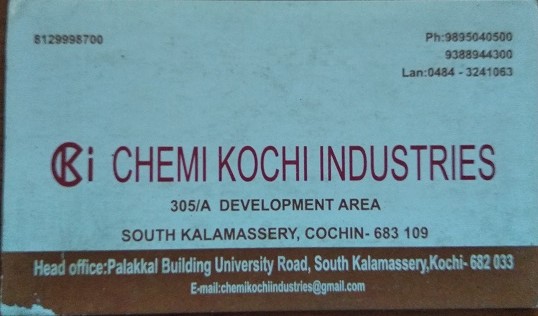 8129998700
Ph:9895040500
9388944300
Lan:0484 - 3241063
CKi CHEMI KOCHI INDUSTRIES
305/A DEVELOPMENT AREA
SOUTH KALAMASSERY, COCHIN- 683 109
Head office:Palakkal Building University Road, South Kalamassery,Kochi- 682 033
E-mail:chemikochiindustries@gmail.com